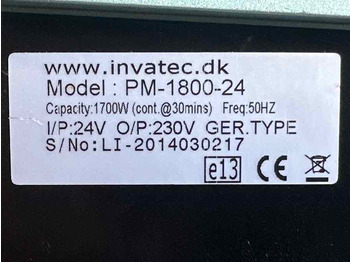 www.invatec.dk
Model : PM-1800-24
Capacity:1700W (cont.@30mins) Freq:50HZ
I/P:24V O/P:230V GER.TYPE
S/No:LI-2014030217
e13 CE